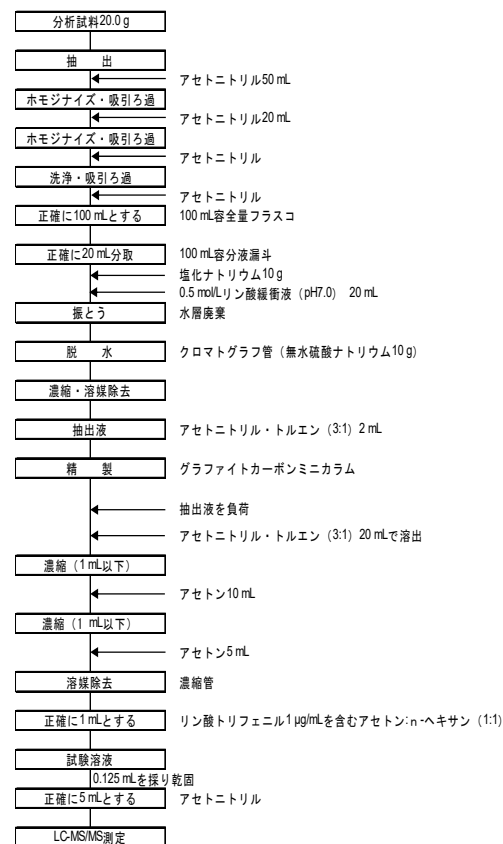 分析試料20.0 g
抽　出
アセトニトリル50 mL
ホモジナイズ・吸引ろ過
アセトニトリル20 mL
ホモジナイズ・吸引ろ過
アセトニトリル
洗浄・吸引ろ過
アセトニトリル
正確に100 mLとする　100 mL容全量フラスコ
正確に20 mL分取　100 mL容分液漏斗
塩化ナトリウム10 g
0.5 mol/Lリン酸緩衝液（pH7.0） 20 mL
振とう　水層廃棄
脱　水　クロマトグラフ管（無水硫酸ナトリウム10 g）
濃縮・溶媒除去
抽出液　アセトニトリル・トルエン（3:1）2 mL
精　製　グラファイトカーボンミニカラム
抽出液を負荷
アセトニトリル・トルエン（3:1）20 mLで溶出
濃縮（1 mL以下）
アセトン10 mL
濃縮（1 mL以下）
アセトン5 mL
溶媒除去　濃縮管
正確に1 mLとする　リン酸トリフェニル1 µg/mLを含むアセトン:n-ヘキサン（1:1）
試験溶液
0.125 mLを採り乾固
正確に5 mLとする　アセトニトリル
LC-MS/MS測定